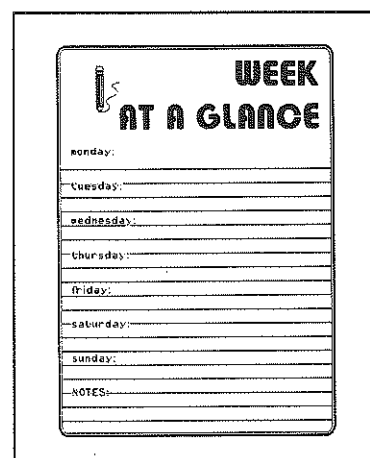 WEEK
AT A GLANCE
monday:
tuesday:
wednesday:
thursday:
friday:
saturday:
sunday:
NOTES: